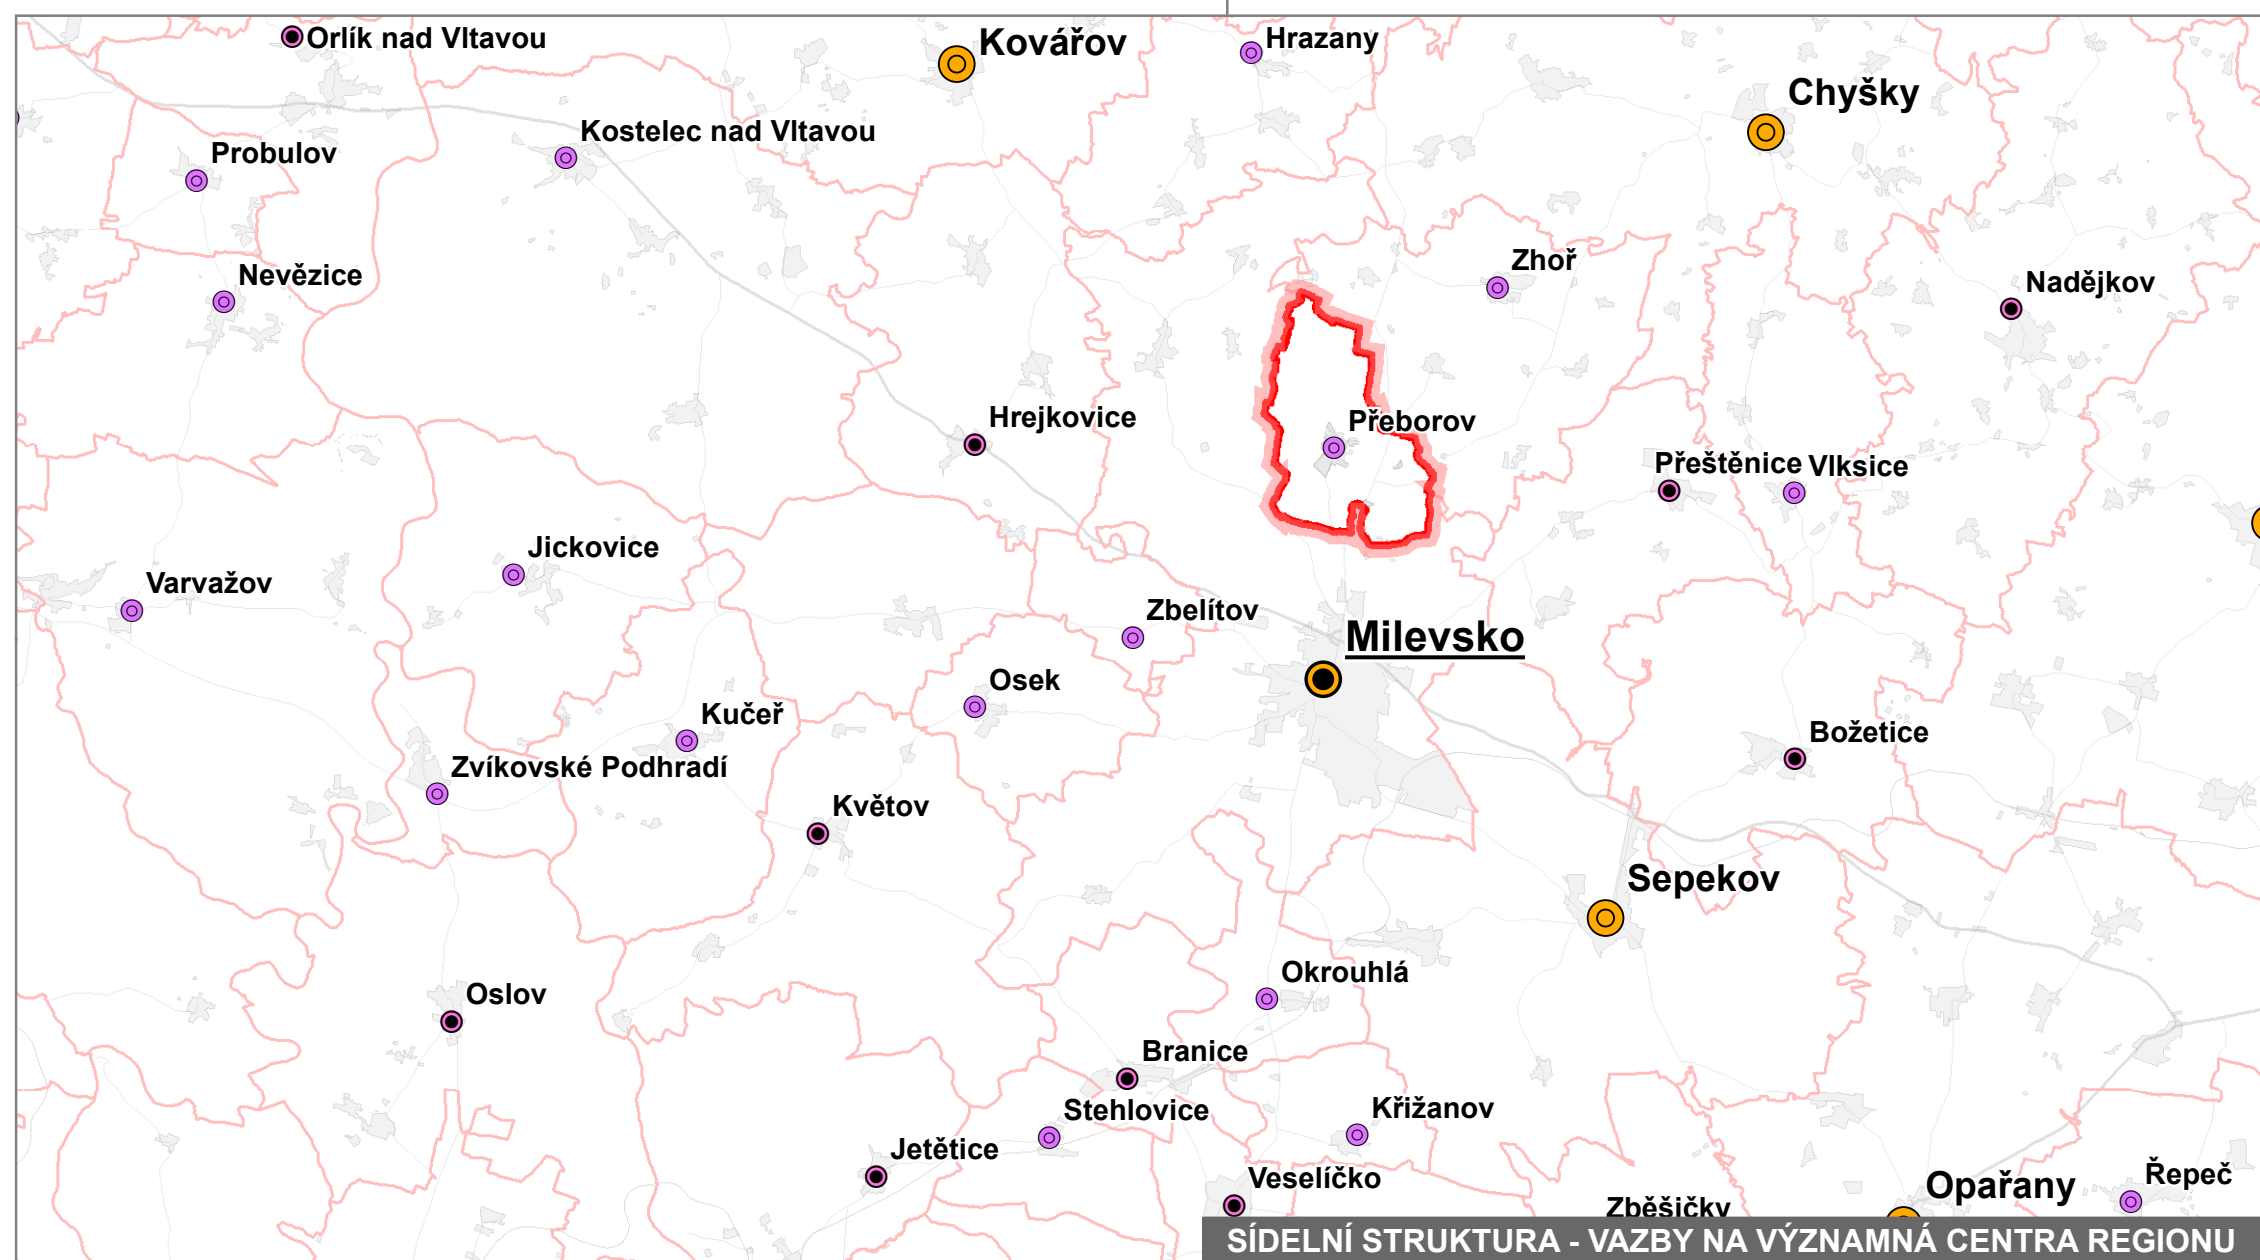 Orlík nad Vltavou
Kovářov
Hrazany
Chyšky
Kostelec nad Vltavou
Probulov
Zhoř
Nevězice
Nadějkov
Hrejkovice
Přeborov
Přeštěnice
Vlksice
Jickovice
Varvažov
Zbelítov
Milevsko
Osek
Kučeř
Božetice
Zvíkovské Podhradí
Květov
Sepekov
Okrouhlá
Oslov
Branice
Stehlovice
Křižanov
Jetětice
Veselíčko
Řepeč
Opařany
Zběšičky
SÍDELNÍ STRUKTURA - VAZBY NA VÝZNAMNÁ CENTRA REGIONU